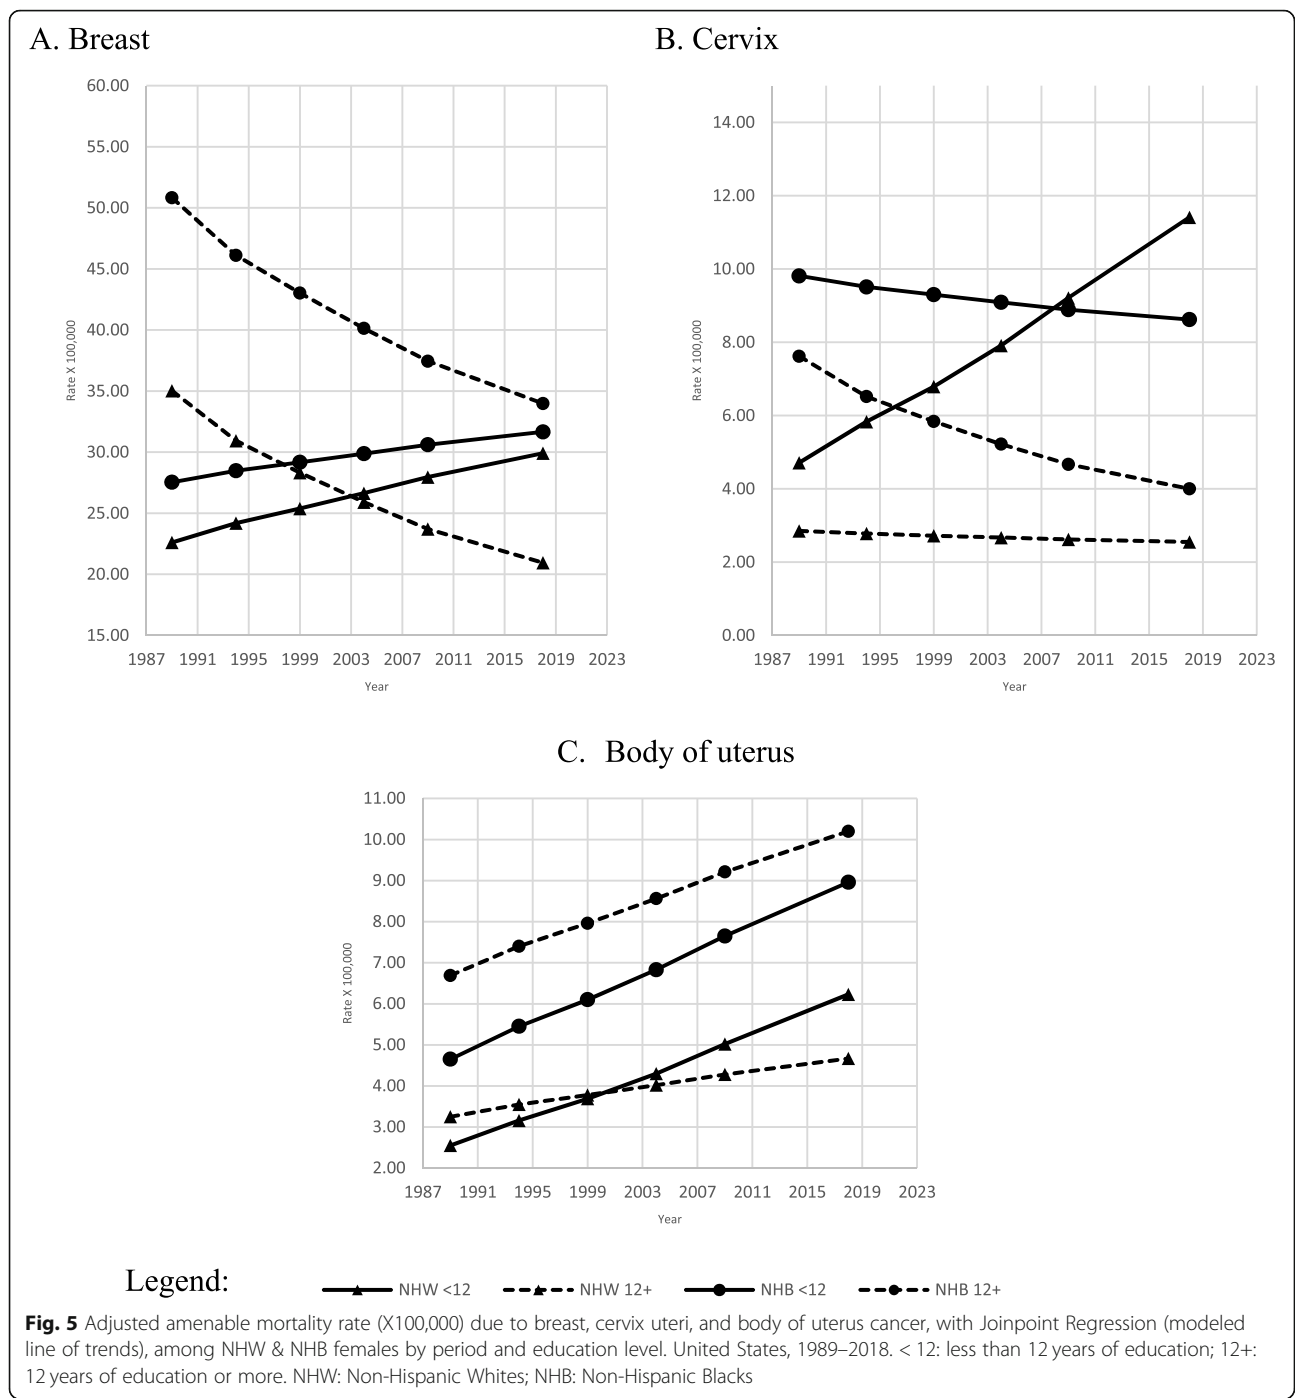 A. Breast
60.00
55.00
50.00
45.00
40.00
35.00
30.00
25.00
20.00
15.00
Rate X 100,000
1987 1991 1995 1999 2003 2007 2011 2015 2019 2023
Year
B. Cervix
14.00
12.00
10.00
8.00
6.00
4.00
2.00
0.00
Rate X 100,000
1987 1991 1995 1999 2003 2007 2011 2015 2019 2023
Year
C. Body of uterus
11.00
10.00
9.00
8.00
7.00
6.00
5.00
4.00
3.00
2.00
Rate X 100,000
1987 1991 1995 1999 2003 2007 2011 2015 2019 2023
Year
Legend: NHW <12 NHW 12+ NHB <12 NHB 12+
Fig. 5 Adjusted amenable mortality rate (X100,000) due to breast, cervix uteri, and body of uterus cancer, with Joinpoint Regression (modeled
line of trends), among NHW & NHB females by period and education level. United States, 1989–2018. < 12: less than 12 years of education; 12+:
12 years of education or more. NHW: Non-Hispanic Whites; NHB: Non-Hispanic Blacks